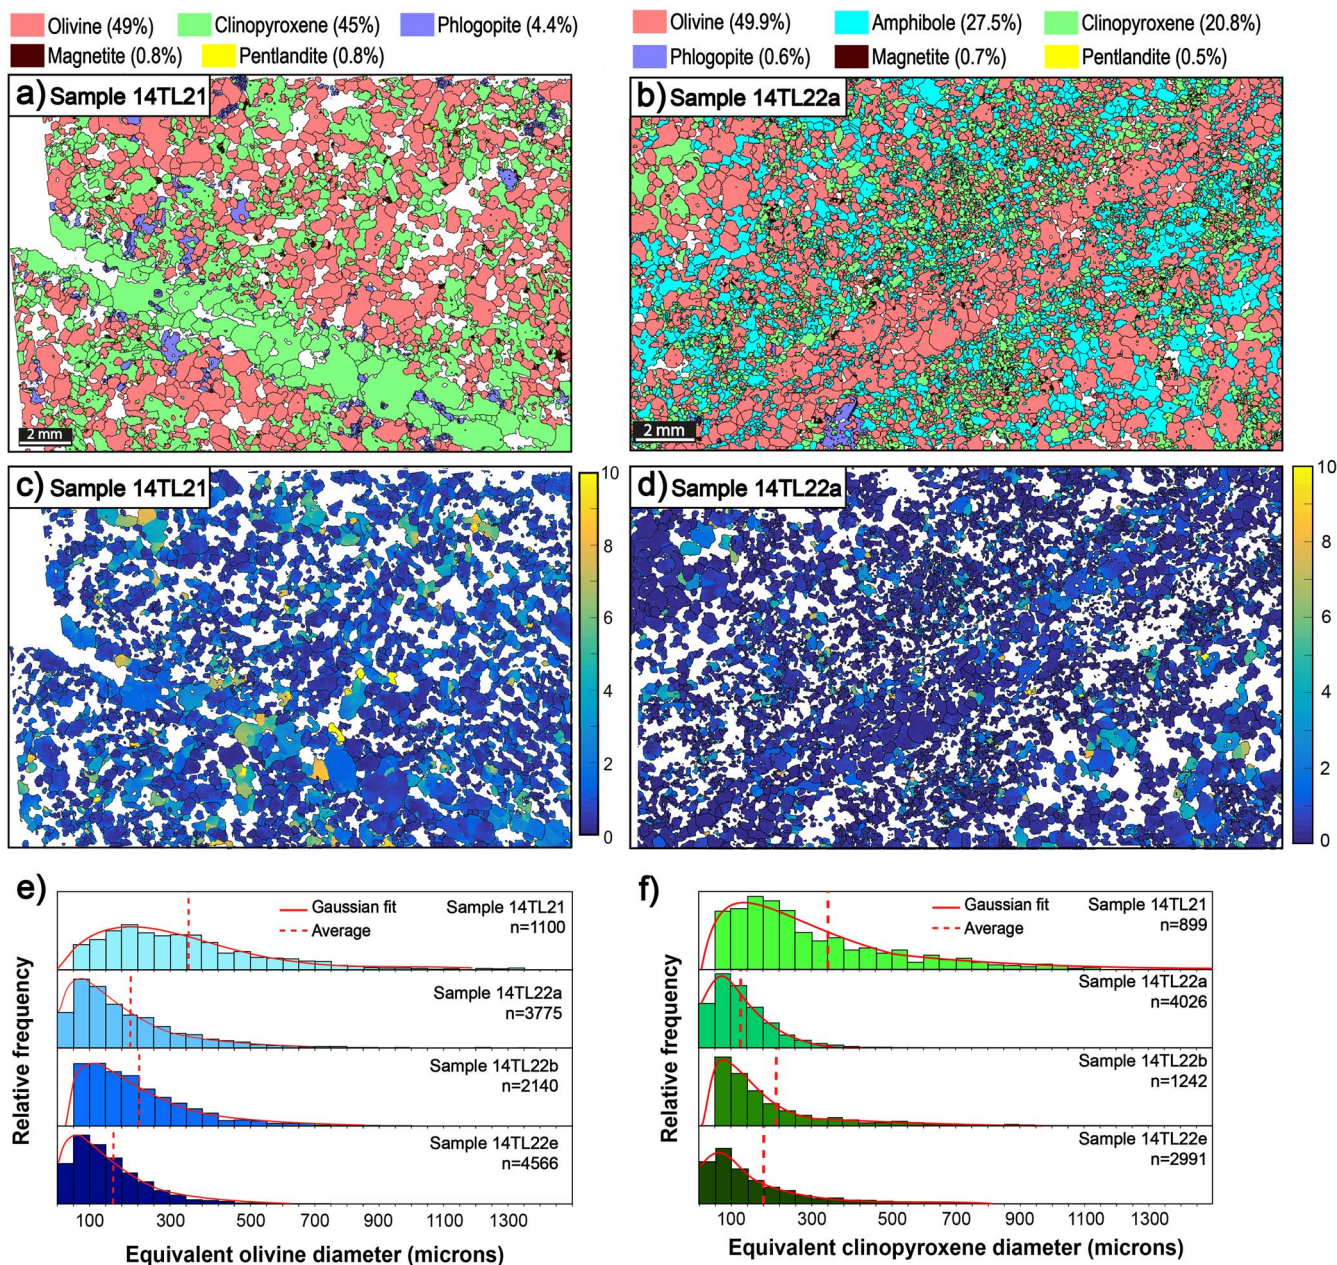 Olivine (49%) Clinopyroxene (45%) Phlogopite (4.4%)
Magnetite (0.8%) Pentlandite (0.8%)
Olivine (49.9%) Amphibole (27.5%) Clinopyroxene (20.8%)
Phlogopite (0.6%) Magnetite (0.7%) Pentlandite (0.5%)
a) Sample 14TL21
2 mm
b) Sample 14TL22a
2 mm
c) Sample 14TL21
10
8
6
4
2
0
d) Sample 14TL22a
10
8
6
4
2
0
e)
Relative frequency
Gaussian fit
Average
Sample 14TL21
n=1100
Sample 14TL22a
n=3775
Sample 14TL22b
n=2140
Sample 14TL22e
n=4566
100 300 500 700 900 1100 1300
Equivalent olivine diameter (microns)
f)
Relative frequency
Gaussian fit
Average
Sample 14TL21
n=899
Sample 14TL22a
n=4026
Sample 14TL22b
n=1242
Sample 14TL22e
n=2991
100 300 500 700 900 1100 1300
Equivalent clinopyroxene diameter (microns)